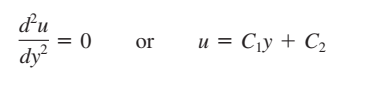 d²u/dy² = 0 or u = C₁y + C₂